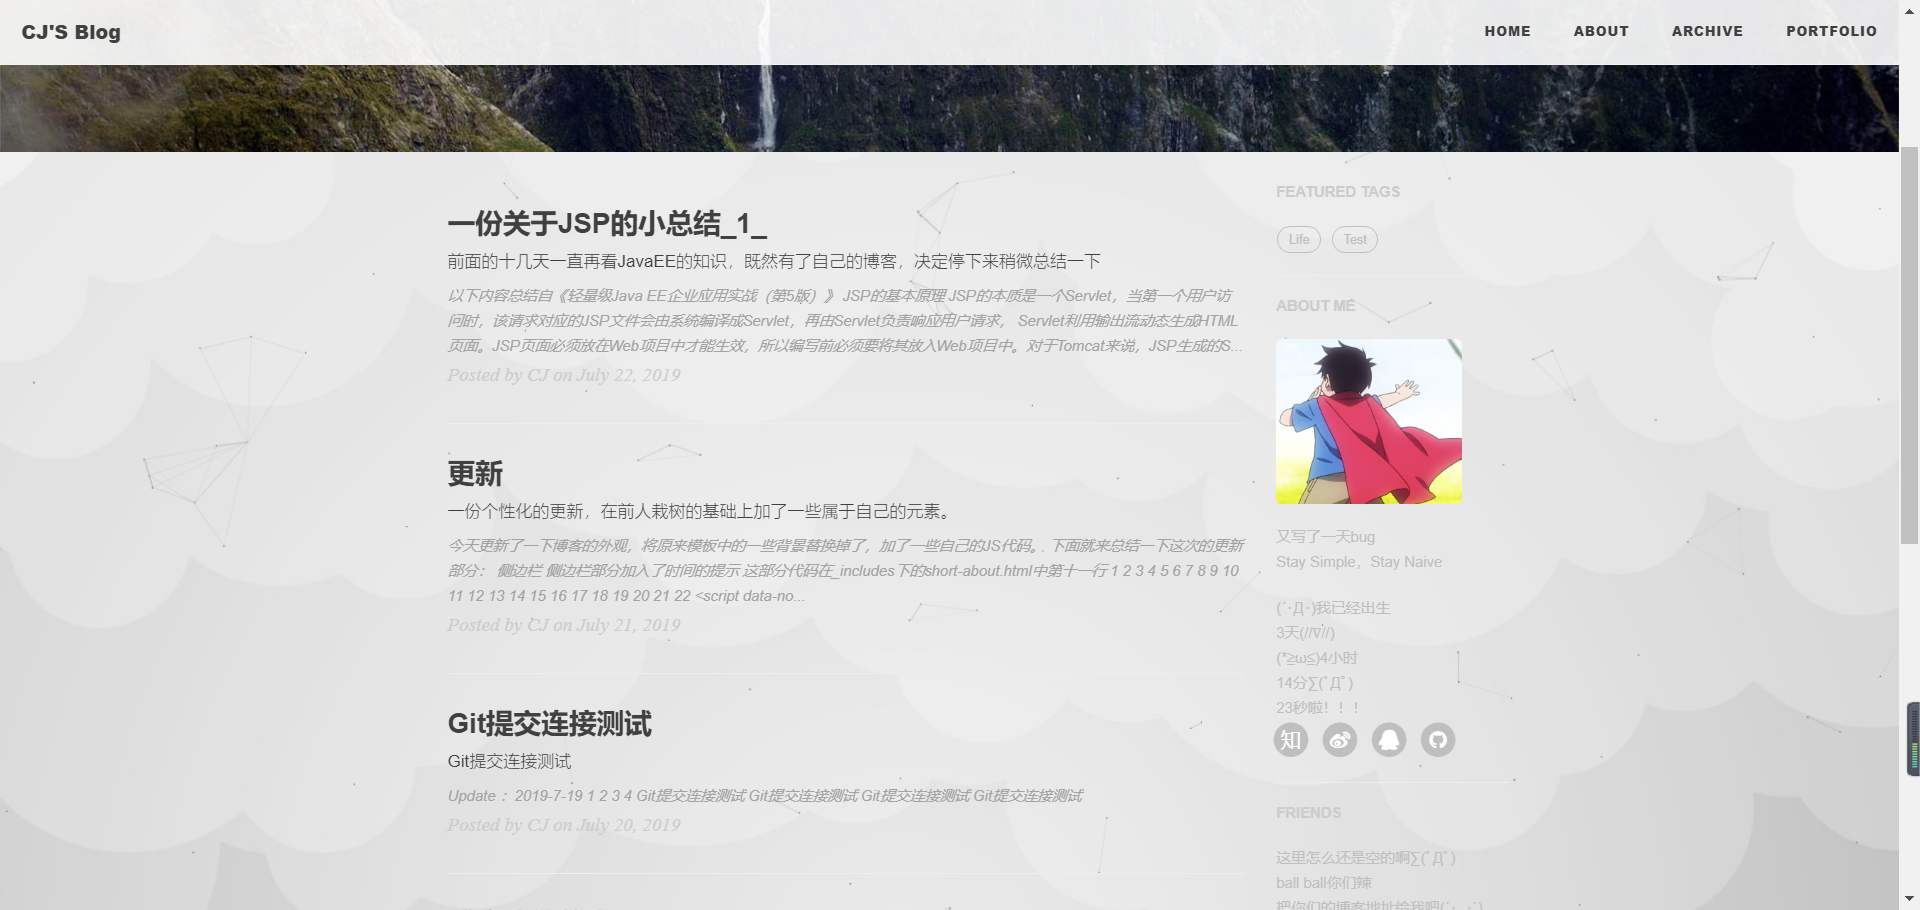 CJ'S Blog
HOME
ABOUT
ARCHIVE
PORTFOLIO
一份关于JSP的小总结_1_
前面的十几天一直再看JavaEE的知识，既然有了自己的博客，决定停下来稍微总结一下
以下内容总结自《轻量级Java EE企业应用实战（第5版）》 JSP的基本原理 JSP的本质是一个Servlet，当第一个用户访
问时，该请求对应的JSP文件会由系统编译成Servlet，再由Servlet负责响应用户请求， Servlet利用输出流动态生成HTML
页面。JSP页面必须放在Web项目中才能生效，所以编写前必须要将其放入Web项目中。对于Tomcat来说，JSP生成的S...
Posted by CJ on July 22, 2019
更新
一份个性化的更新，在前人栽树的基础上加了一些属于自己的元素。
今天更新了一下博客的外观，将原来模板中的一些背景替换掉了，加了一些自己的JS代码。. 下面就来总结一下这次的更新
部分： 侧边栏 侧边栏部分加入了时间的提示 这部分代码在_includes下的short-about.html中第十一行 1 2 3 4 5 6 7 8 9 10
11 12 13 14 15 16 17 18 19 20 21 22 <script data-no...
Posted by CJ on July 21, 2019
Git提交连接测试
Git提交连接测试
Update ：2019-7-19 1 2 3 4 Git提交连接测试 Git提交连接测试 Git提交连接测试 Git提交连接测试
Posted by CJ on July 20, 2019
FEATURED TAGS
Life
Test
ABOUT ME
又写了一天bug
Stay Simple，Stay Naive
(´･Д･)我已经出生
3天(//∇//)
(*≥ω≤)4小时
14分∑(ﾟДﾟ)
23秒啦！！！
知
FRIENDS
这里怎么还是空的啊∑(ﾟДﾟ)
ball ball你们辣
把你们的博客地址给我吧